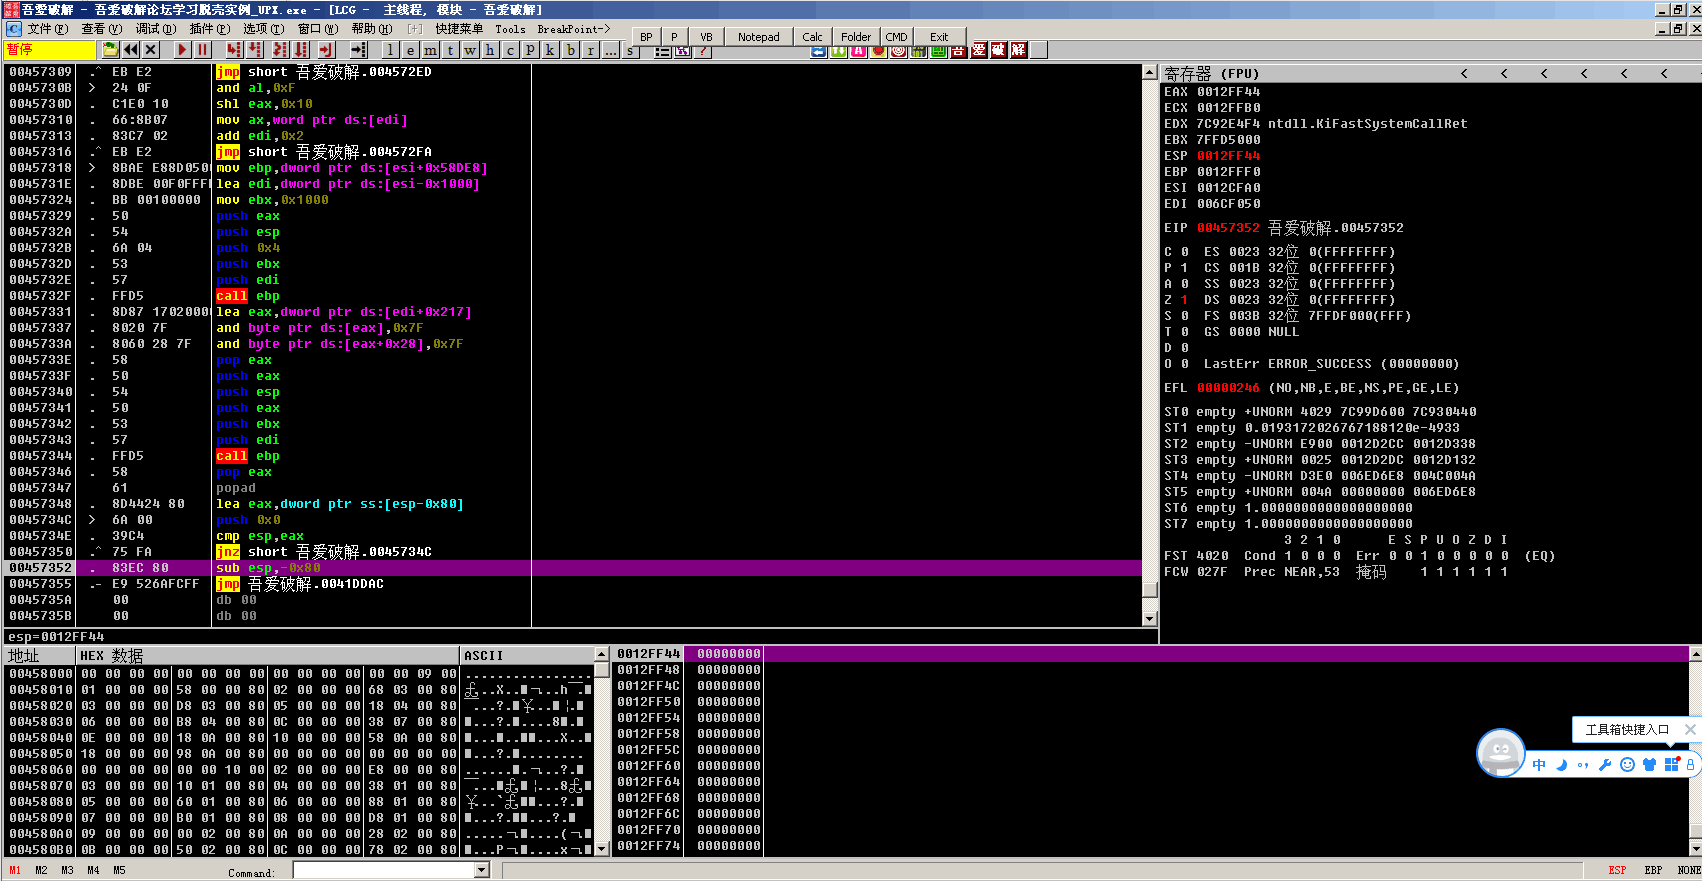 吾爱破解 - 吾爱破解论坛学习脱壳实例_UPX.exe - [LCG - 主线程, 模块 - 吾爱破解]
文件(F) 查看(V) 调试(D) 插件(P) 选项(T) 窗口(W) 帮助(H) [+] 快捷菜单 Tools BreakPoint->
BP P VB Notepad Calc Folder CMD Exit
暂停
l e m t w h c p k b r ... s
吾 爱 破 解
00457309 .^ EB E2 jmp short 吾爱破解.004572ED
0045730B > 24 0F and al,0xF
0045730D . C1E0 10 shl eax,0x10
00457310 . 66:8B07 mov ax,word ptr ds:[edi]
00457313 . 83C7 02 add edi,0x2
00457316 .^ EB E2 jmp short 吾爱破解.004572FA
00457318 > 8BAE E88D050 mov ebp,dword ptr ds:[esi+0x58DE8]
0045731E . 8DBE 00F0FFF lea edi,dword ptr ds:[esi-0x1000]
00457324 . BB 00100000 mov ebx,0x1000
00457329 . 50 push eax
0045732A . 54 push esp
0045732B . 6A 04 push 0x4
0045732D . 53 push ebx
0045732E . 57 push edi
0045732F . FFD5 call ebp
00457331 . 8D87 1702000 lea eax,dword ptr ds:[edi+0x217]
00457337 . 8020 7F and byte ptr ds:[eax],0x7F
0045733A . 8060 28 7F and byte ptr ds:[eax+0x28],0x7F
0045733E . 58 pop eax
0045733F . 50 push eax
00457340 . 54 push esp
00457341 . 50 push eax
00457342 . 53 push ebx
00457343 . 57 push edi
00457344 . FFD5 call ebp
00457346 . 58 pop eax
00457347 61 popad
00457348 . 8D4424 80 lea eax,dword ptr ss:[esp-0x80]
0045734C > 6A 00 push 0x0
0045734E . 39C4 cmp esp,eax
00457350 .^ 75 FA jnz short 吾爱破解.0045734C
00457352 . 83EC 80 sub esp,-0x80
00457355 .- E9 526AFCFF jmp 吾爱破解.0041DDAC
0045735A 00 db 00
0045735B 00 db 00
esp=0012FF44
寄存器 (FPU) < < < < < <
EAX 0012FF44
ECX 0012FFB0
EDX 7C92E4F4 ntdll.KiFastSystemCallRet
EBX 7FFD5000
ESP 0012FF44
EBP 0012FFF0
ESI 0012CFA0
EDI 006CF050
EIP 00457352 吾爱破解.00457352
C 0 ES 0023 32位 0(FFFFFFFF)
P 1 CS 001B 32位 0(FFFFFFFF)
A 0 SS 0023 32位 0(FFFFFFFF)
Z 1 DS 0023 32位 0(FFFFFFFF)
S 0 FS 003B 32位 7FFDF000(FFF)
T 0 GS 0000 NULL
D 0
O 0 LastErr ERROR_SUCCESS (00000000)
EFL 00000246 (NO,NB,E,BE,NS,PE,GE,LE)
ST0 empty +UNORM 4029 7C99D600 7C930440
ST1 empty 0.0193172026767188120e-4933
ST2 empty -UNORM E900 0012D2CC 0012D338
ST3 empty +UNORM 0025 0012D2DC 0012D132
ST4 empty -UNORM D3E0 006ED6E8 004C004A
ST5 empty +UNORM 004A 00000000 006ED6E8
ST6 empty 1.0000000000000000000
ST7 empty 1.0000000000000000000
3 2 1 0 E S P U O Z D I
FST 4020 Cond 1 0 0 0 Err 0 0 1 0 0 0 0 0 (EQ)
FCW 027F Prec NEAR,53 掩码 1 1 1 1 1 1
地址 HEX 数据 ASCII
00458000 00 00 00 00 00 00 00 00 00 00 00 00 00 00 09 00
00458010 01 00 00 00 58 00 00 80 02 00 00 00 68 03 00 80
00458020 03 00 00 00 D8 03 00 80 05 00 00 00 18 04 00 80
00458030 06 00 00 00 B8 04 00 80 0C 00 00 00 38 07 00 80
00458040 0E 00 00 00 18 0A 00 80 10 00 00 00 58 0A 00 80
00458050 18 00 00 00 98 0A 00 80 00 00 00 00 00 00 00 00
00458060 00 00 00 00 00 00 10 00 02 00 00 00 E8 00 00 80
00458070 03 00 00 00 10 01 00 80 04 00 00 00 38 01 00 80
00458080 05 00 00 00 60 01 00 80 06 00 00 00 88 01 00 80
00458090 07 00 00 00 B0 01 00 80 08 00 00 00 D8 01 00 80
004580A0 09 00 00 00 00 02 00 80 0A 00 00 00 28 02 00 80
004580B0 0B 00 00 00 50 02 00 80 0C 00 00 00 78 02 00 80
0012FF44 00000000
0012FF48 00000000
0012FF4C 00000000
0012FF50 00000000
0012FF54 00000000
0012FF58 00000000
0012FF5C 00000000
0012FF60 00000000
0012FF64 00000000
0012FF68 00000000
0012FF6C 00000000
0012FF70 00000000
0012FF74 00000000
工具箱快捷入口
中
M1 M2 M3 M4 M5 Command: ESP EBP NONE